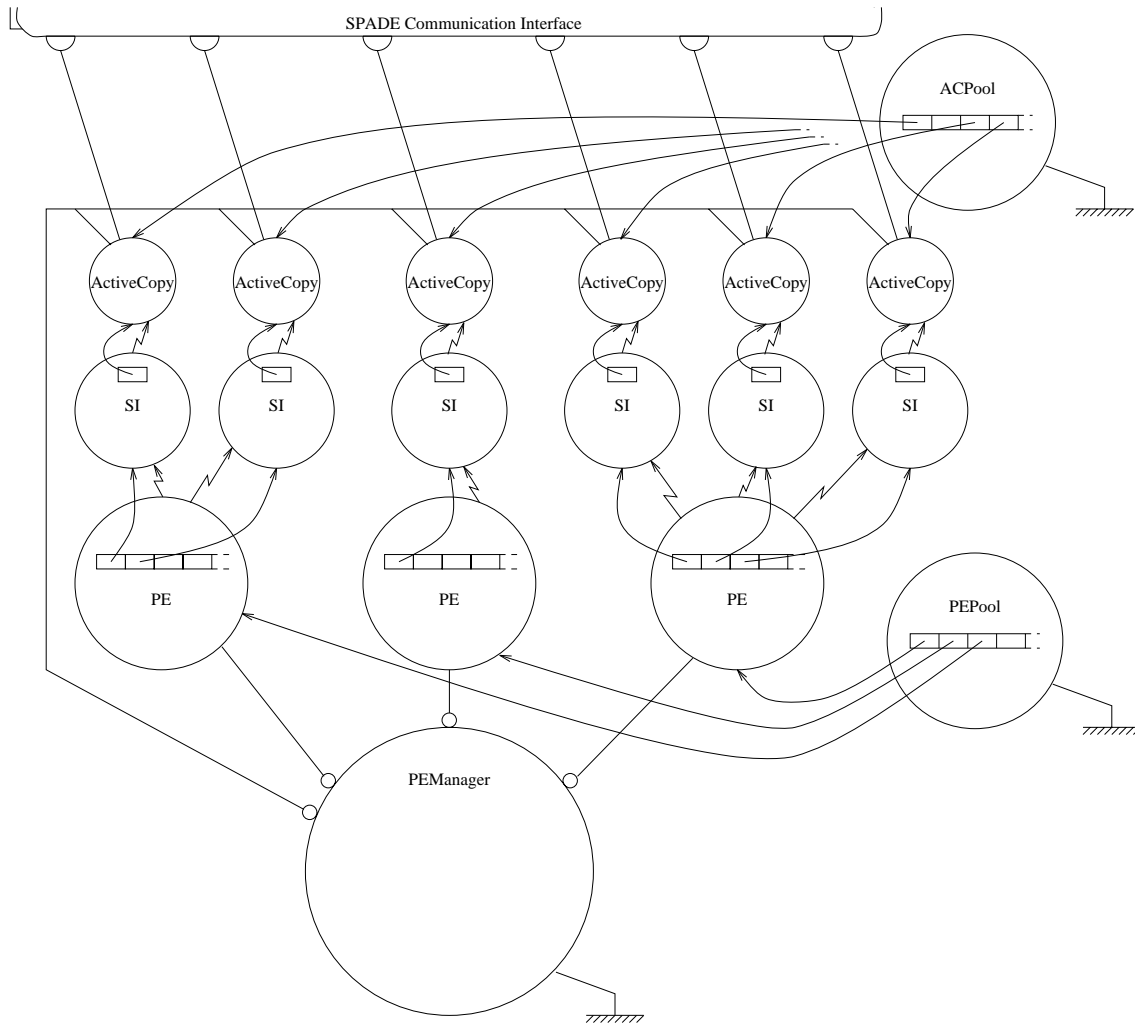 SPADE Communication Interface
ACPool
ActiveCopy
ActiveCopy
ActiveCopy
ActiveCopy
ActiveCopy
ActiveCopy
SI
SI
SI
SI
SI
SI
PE
PE
PE
PEPool
PEManager